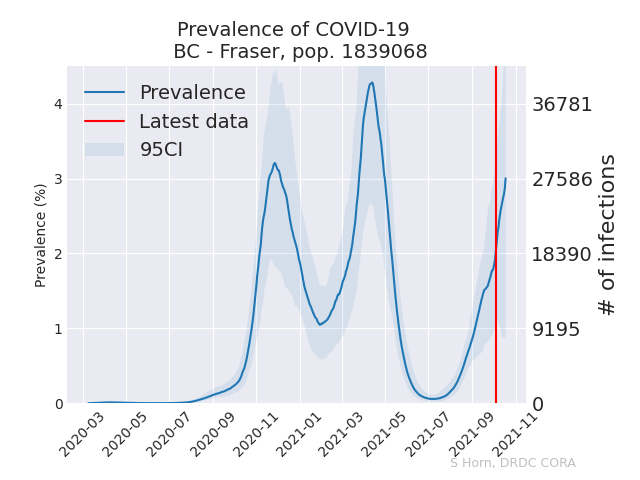 Prevalence of COVID-19
BC - Fraser, pop. 1839068
Prevalence
Latest data
95CI
Prevalence (%)
4
3
2
1
0
36781
27586
18390
9195
0
# of infections
2020-03
2020-05
2020-07
2020-09
2020-11
2021-01
2021-03
2021-05
2021-07
2021-09
2021-11
S Horn, DRDC CORA